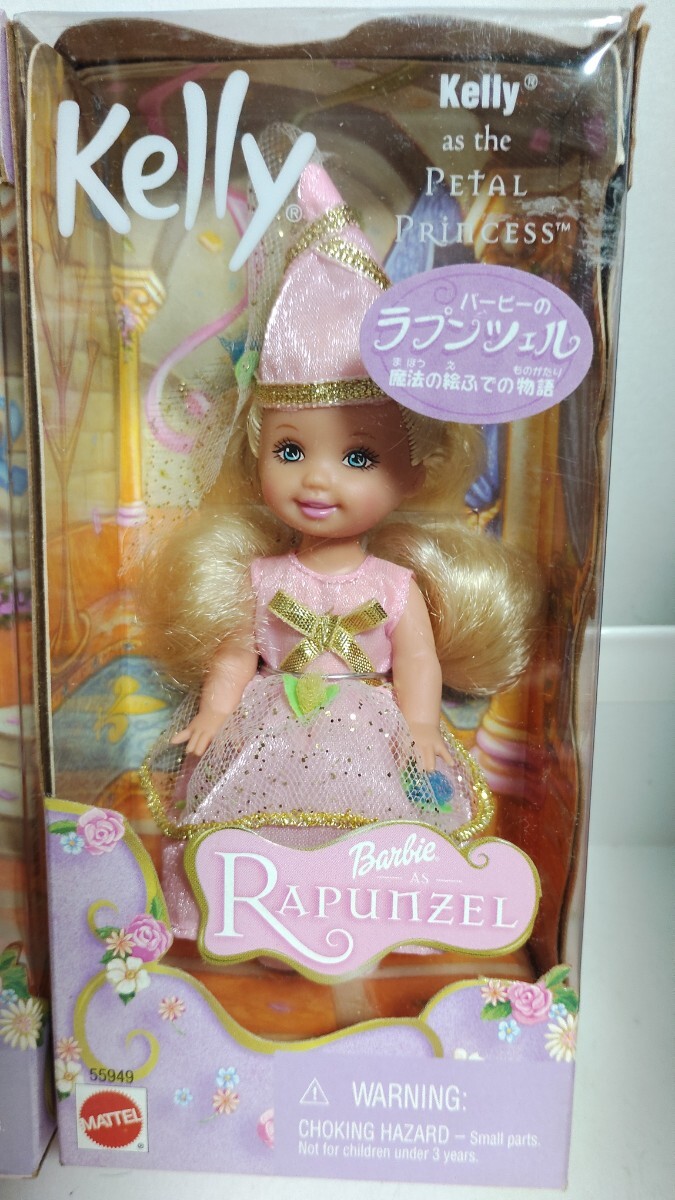 Kelly®
Kelly®
as the
PETAL
PRINCESS™
バービーの
ラプンツェル
まほう え ものがたり
魔法の絵ふでの物語
Barbie®
AS
RAPUNZEL
55949
MATTEL
®
⚠ WARNING:
CHOKING HAZARD – Small parts.
Not for children under 3 years.